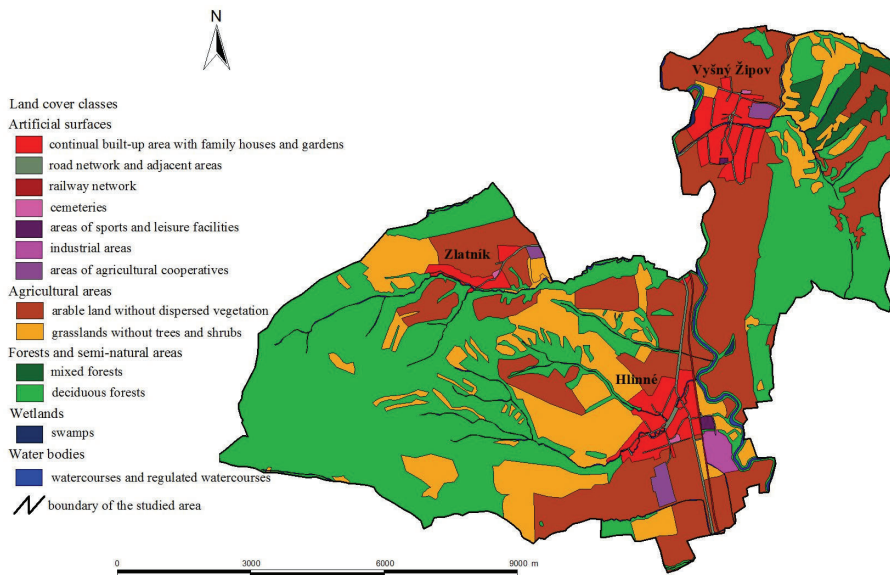 N
Vyšný Žipov
Land cover classes
Artificial surfaces
continual built-up area with family houses and gardens
road network and adjacent areas
railway network
cemeteries
areas of sports and leisure facilities
industrial areas
areas of agricultural cooperatives
Zlatník
Agricultural areas
arable land without dispersed vegetation
grasslands without trees and shrubs
Forests and semi-natural areas
mixed forests
deciduous forests
Hlinné
Wetlands
swamps
Water bodies
watercourses and regulated watercourses
boundary of the studied area
0 3000 6000 9000 m